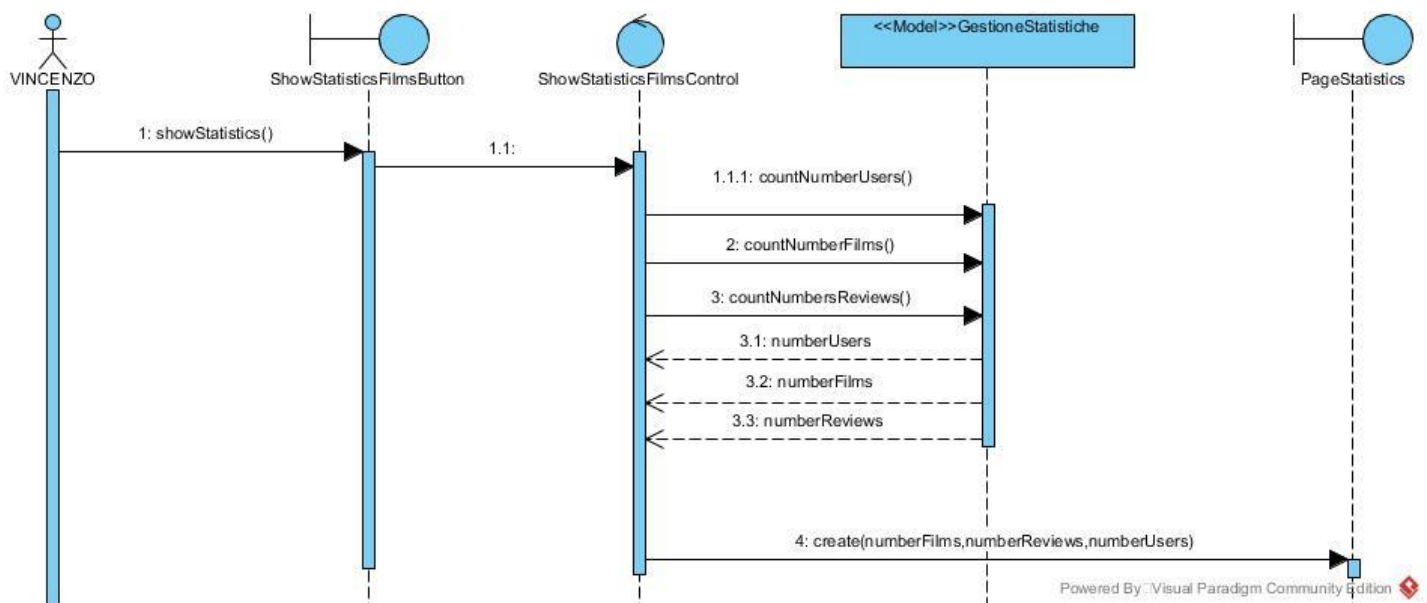 <<Model>>GestioneStatistiche
VINCENZO
ShowStatisticsFilmsButton
ShowStatisticsFilmsControl
PageStatistics
1: showStatistics()
1.1:
1.1.1: countNumberUsers()
2: countNumberFilms()
3: countNumbersReviews()
3.1: numberUsers
3.2: numberFilms
3.3: numberReviews
4: create(numberFilms,numberReviews,numberUsers)
Powered By Visual Paradigm Community Edition